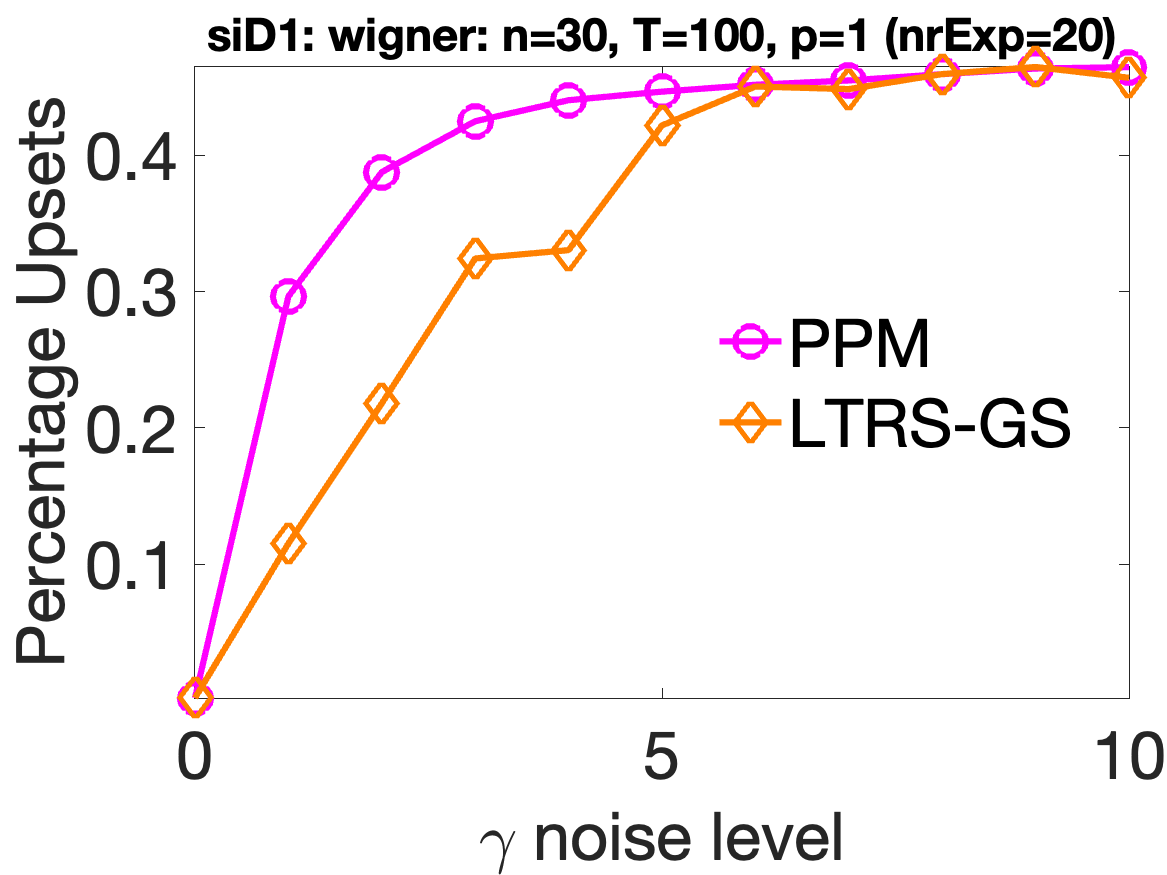 siD1: wigner: n=30, T=100, p=1 (nrExp=20)
Percentage Upsets
0.4
0.3
0.2
0.1
PPM
LTRS-GS
0
5
10
γ noise level